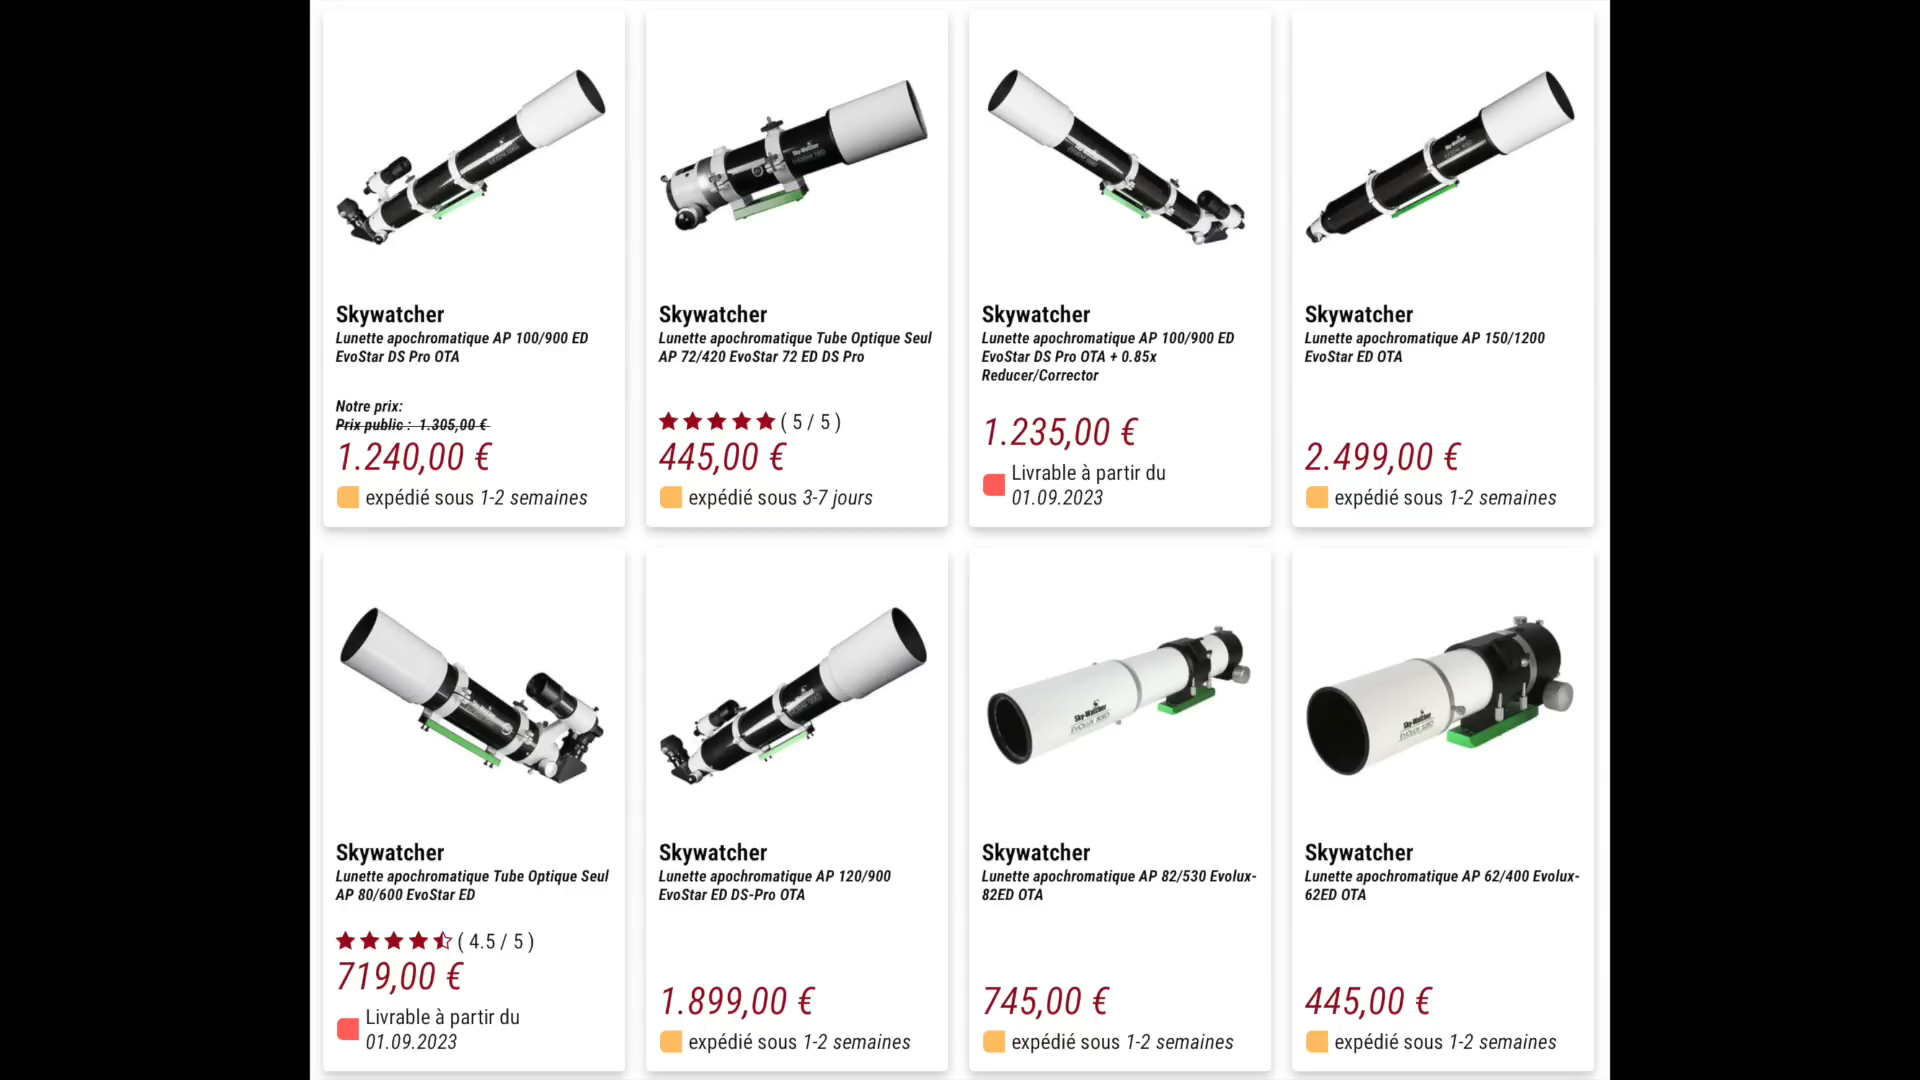 Skywatcher
Lunette apochromatique AP 100/900 ED
EvoStar DS Pro OTA
Notre prix:
Prix public : 1.305,00 €
1.240,00 €
expédié sous 1-2 semaines
Skywatcher
Lunette apochromatique Tube Optique Seul
AP 72/420 EvoStar 72 ED DS Pro
( 5 / 5 )
445,00 €
expédié sous 3-7 jours
Skywatcher
Lunette apochromatique AP 100/900 ED
EvoStar DS Pro OTA + 0.85x
Reducer/Corrector
1.235,00 €
Livrable à partir du
01.09.2023
Skywatcher
Lunette apochromatique AP 150/1200
EvoStar ED OTA
2.499,00 €
expédié sous 1-2 semaines
Skywatcher
Lunette apochromatique Tube Optique Seul
AP 80/600 EvoStar ED
( 4.5 / 5 )
719,00 €
Livrable à partir du
01.09.2023
Skywatcher
Lunette apochromatique AP 120/900
EvoStar ED DS-Pro OTA
1.899,00 €
expédié sous 1-2 semaines
Sky-Watcher
EVOLUX 82ED
Skywatcher
Lunette apochromatique AP 82/530 Evolux-
82ED OTA
745,00 €
expédié sous 1-2 semaines
Sky-Watcher
EVOLUX 62ED
Skywatcher
Lunette apochromatique AP 62/400 Evolux-
62ED OTA
445,00 €
expédié sous 1-2 semaines